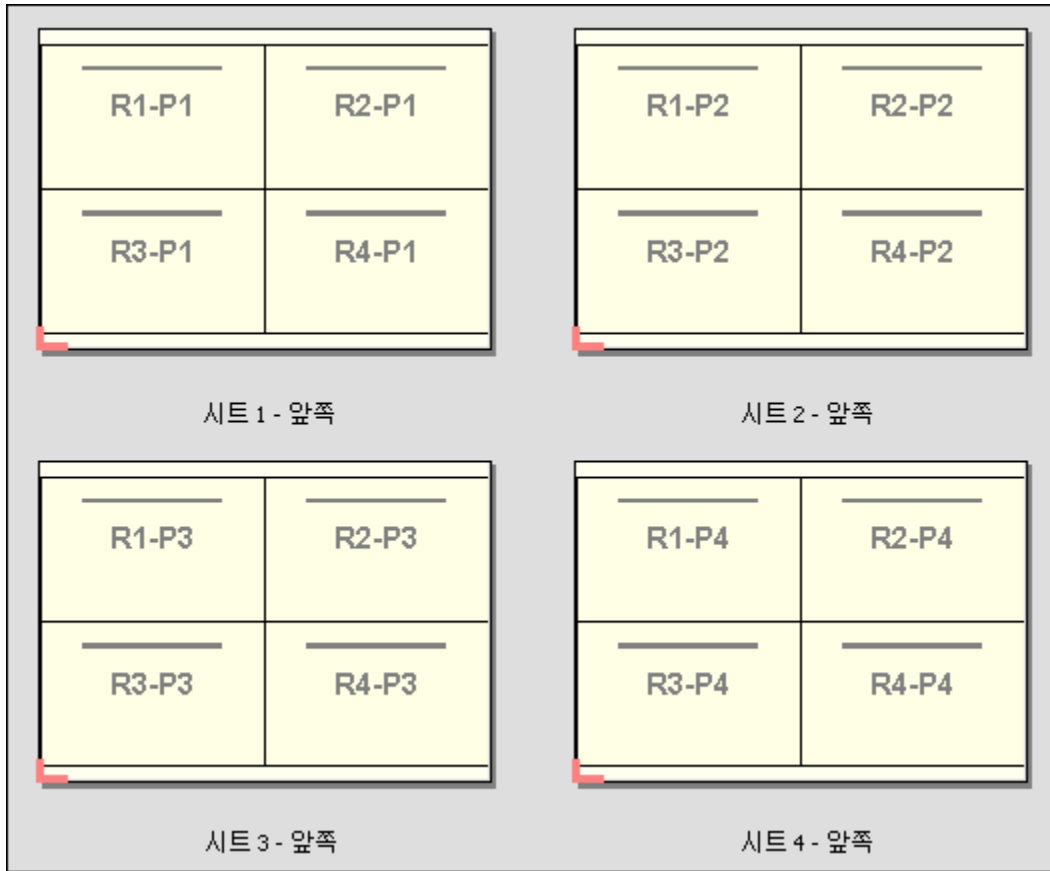 R1-P1 R2-P1
R3-P1 R4-P1
시트 1 - 앞쪽
R1-P2 R2-P2
R3-P2 R4-P2
시트 2 - 앞쪽
R1-P3 R2-P3
R3-P3 R4-P3
시트 3 - 앞쪽
R1-P4 R2-P4
R3-P4 R4-P4
시트 4 - 앞쪽